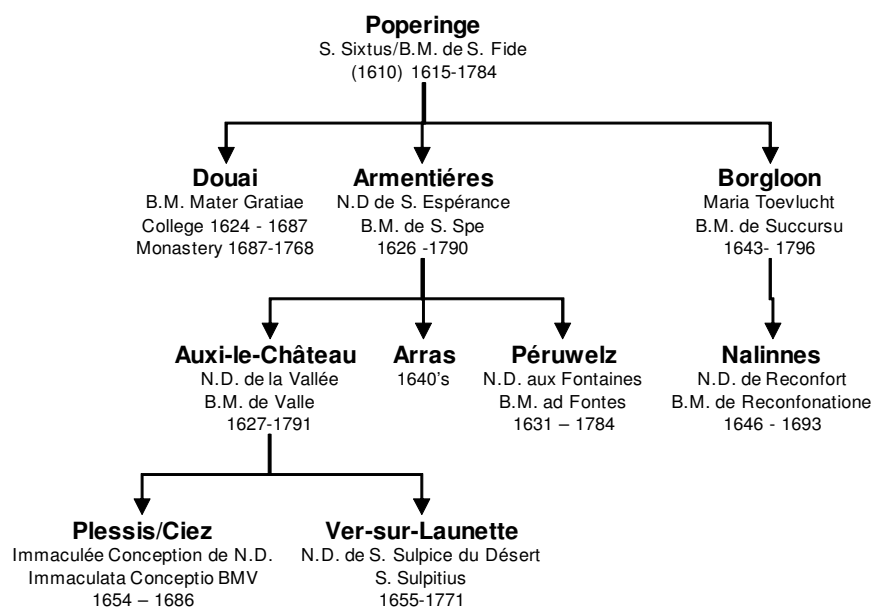 Poperinge
S. Sixtus/B.M. de S. Fide
(1610) 1615-1784
Douai
B.M. Mater Gratiae
College 1624 - 1687
Monastery 1687-1768
Armentiéres
N.D de S. Espérance
B.M. de S. Spe
1626 -1790
Borgloon
Maria Toevlucht
B.M. de Succursu
1643- 1796
Auxi-le-Château
N.D. de la Vallée
B.M. de Valle
1627-1791
Arras
1640's
Péruwelz
N.D. aux Fontaines
B.M. ad Fontes
1631 – 1784
Nalinnes
N.D. de Reconfort
B.M. de Reconfonatione
1646 - 1693
Plessis/Ciez
Immaculée Conception de N.D.
Immaculata Conceptio BMV
1654 – 1686
Ver-sur-Launette
N.D. de S. Sulpice du Désert
S. Sulpitius
1655-1771